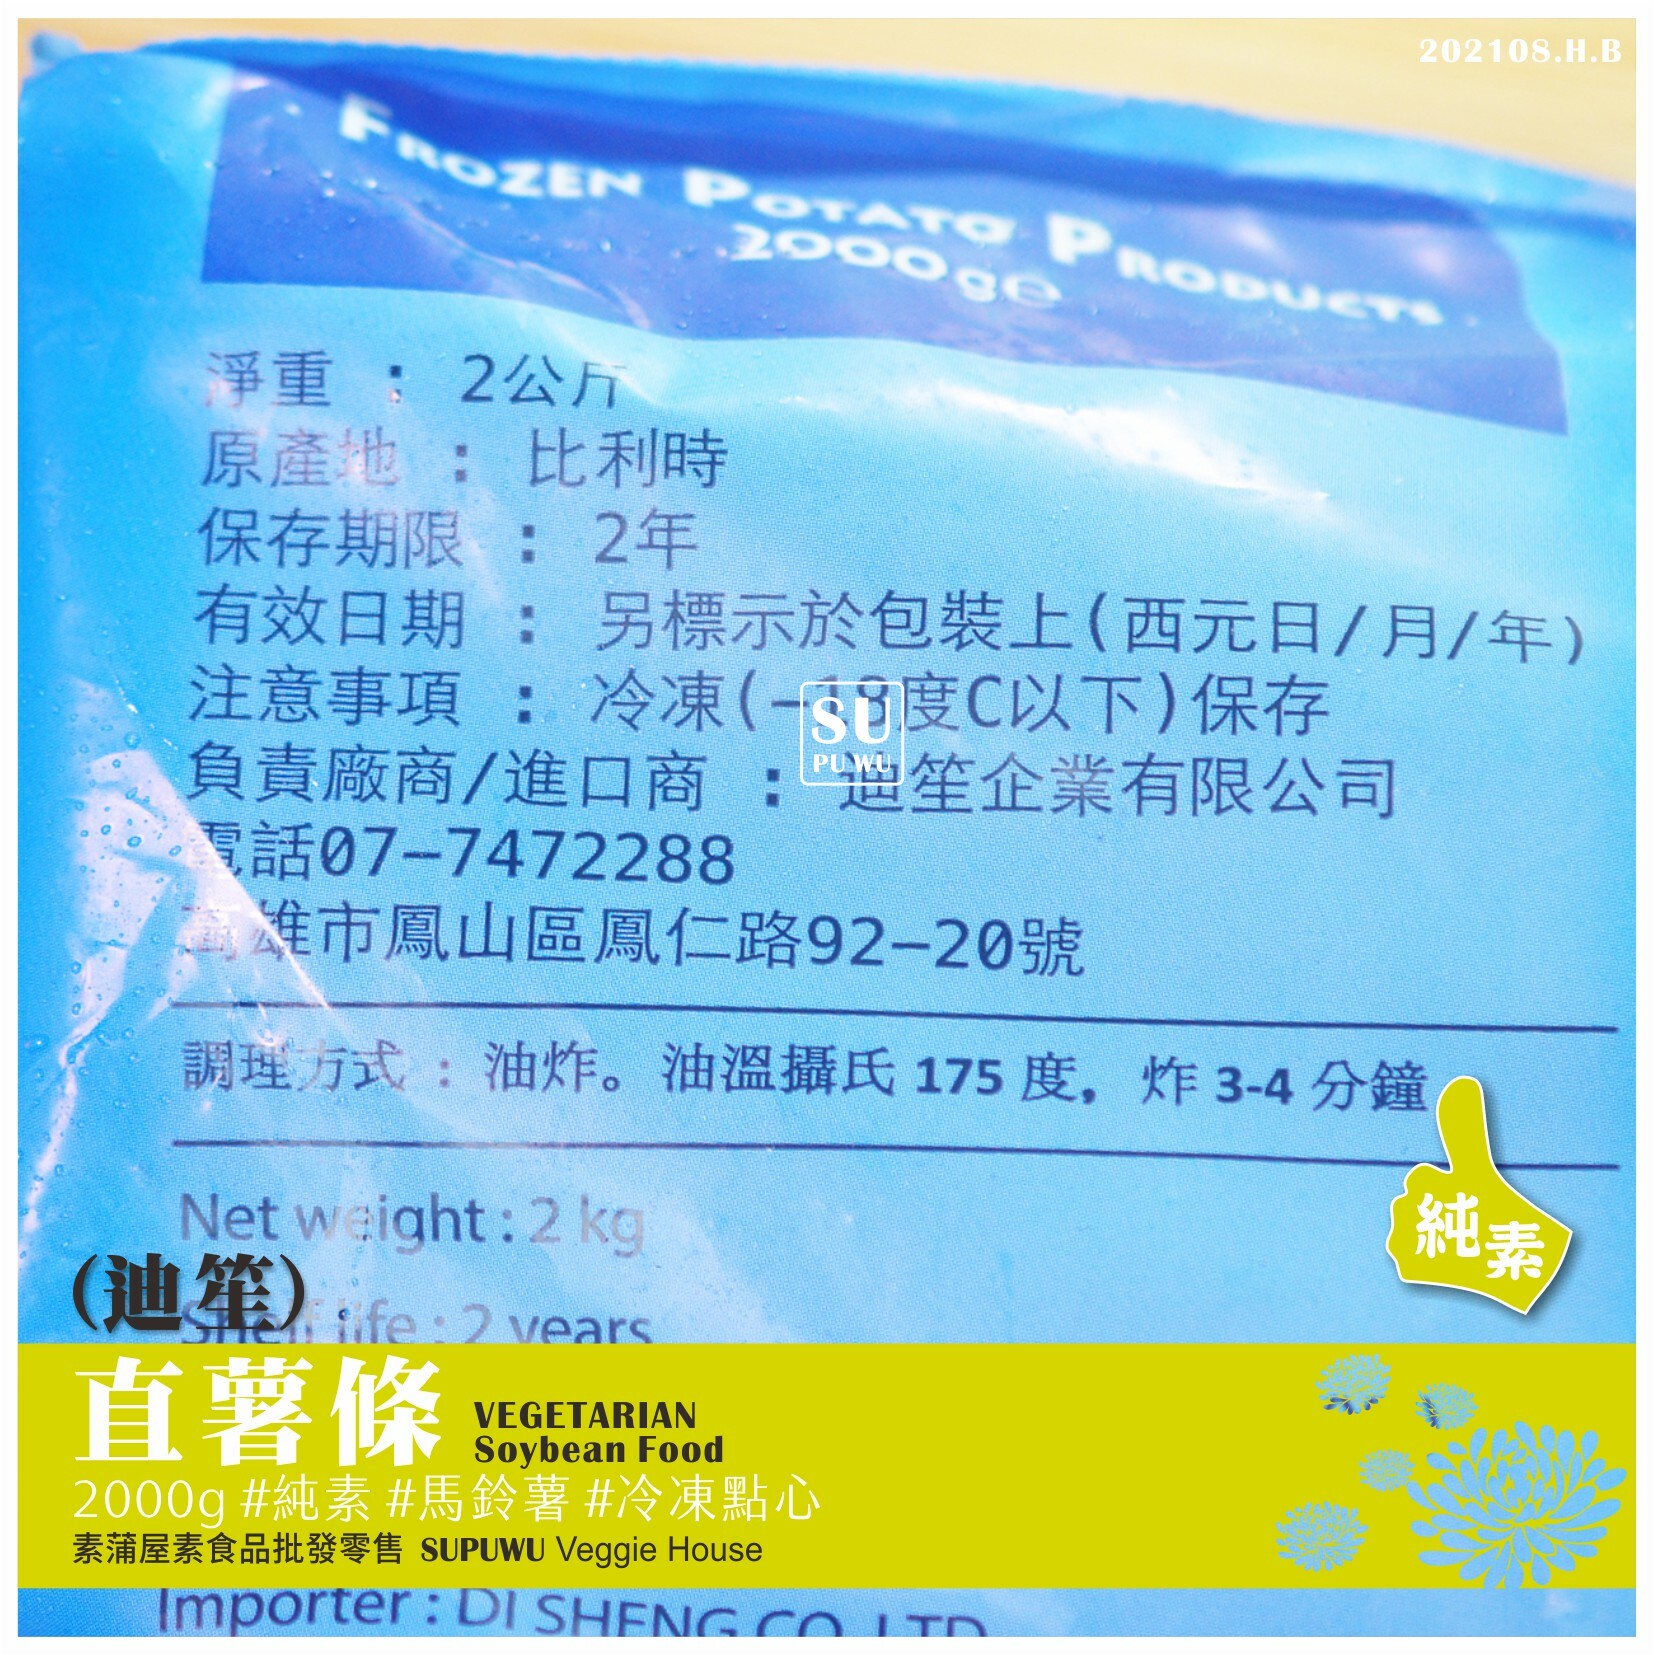 202108.H.B
FROZEN POTATO PRODUCTS
2000g℮
淨重 : 2公斤
原產地 : 比利時
保存期限 : 2年
有效日期 : 另標示於包裝上(西元日/月/年)
注意事項 : 冷凍(-18度C以下)保存
SU
PU WU
負責廠商/進口商 : 迪笙企業有限公司
電話07-7472288
高雄市鳳山區鳳仁路92-20號
調理方式 : 油炸。油溫攝氏 175 度，炸 3-4 分鐘
Net weight : 2 kg
純素
(迪笙)
Shelf life : 2 years
直薯條
VEGETARIAN
Soybean Food
2000g #純素 #馬鈴薯 #冷凍點心
素蒲屋素食品批發零售 SUPUWU Veggie House
Importer : DI SHENG CO. LTD